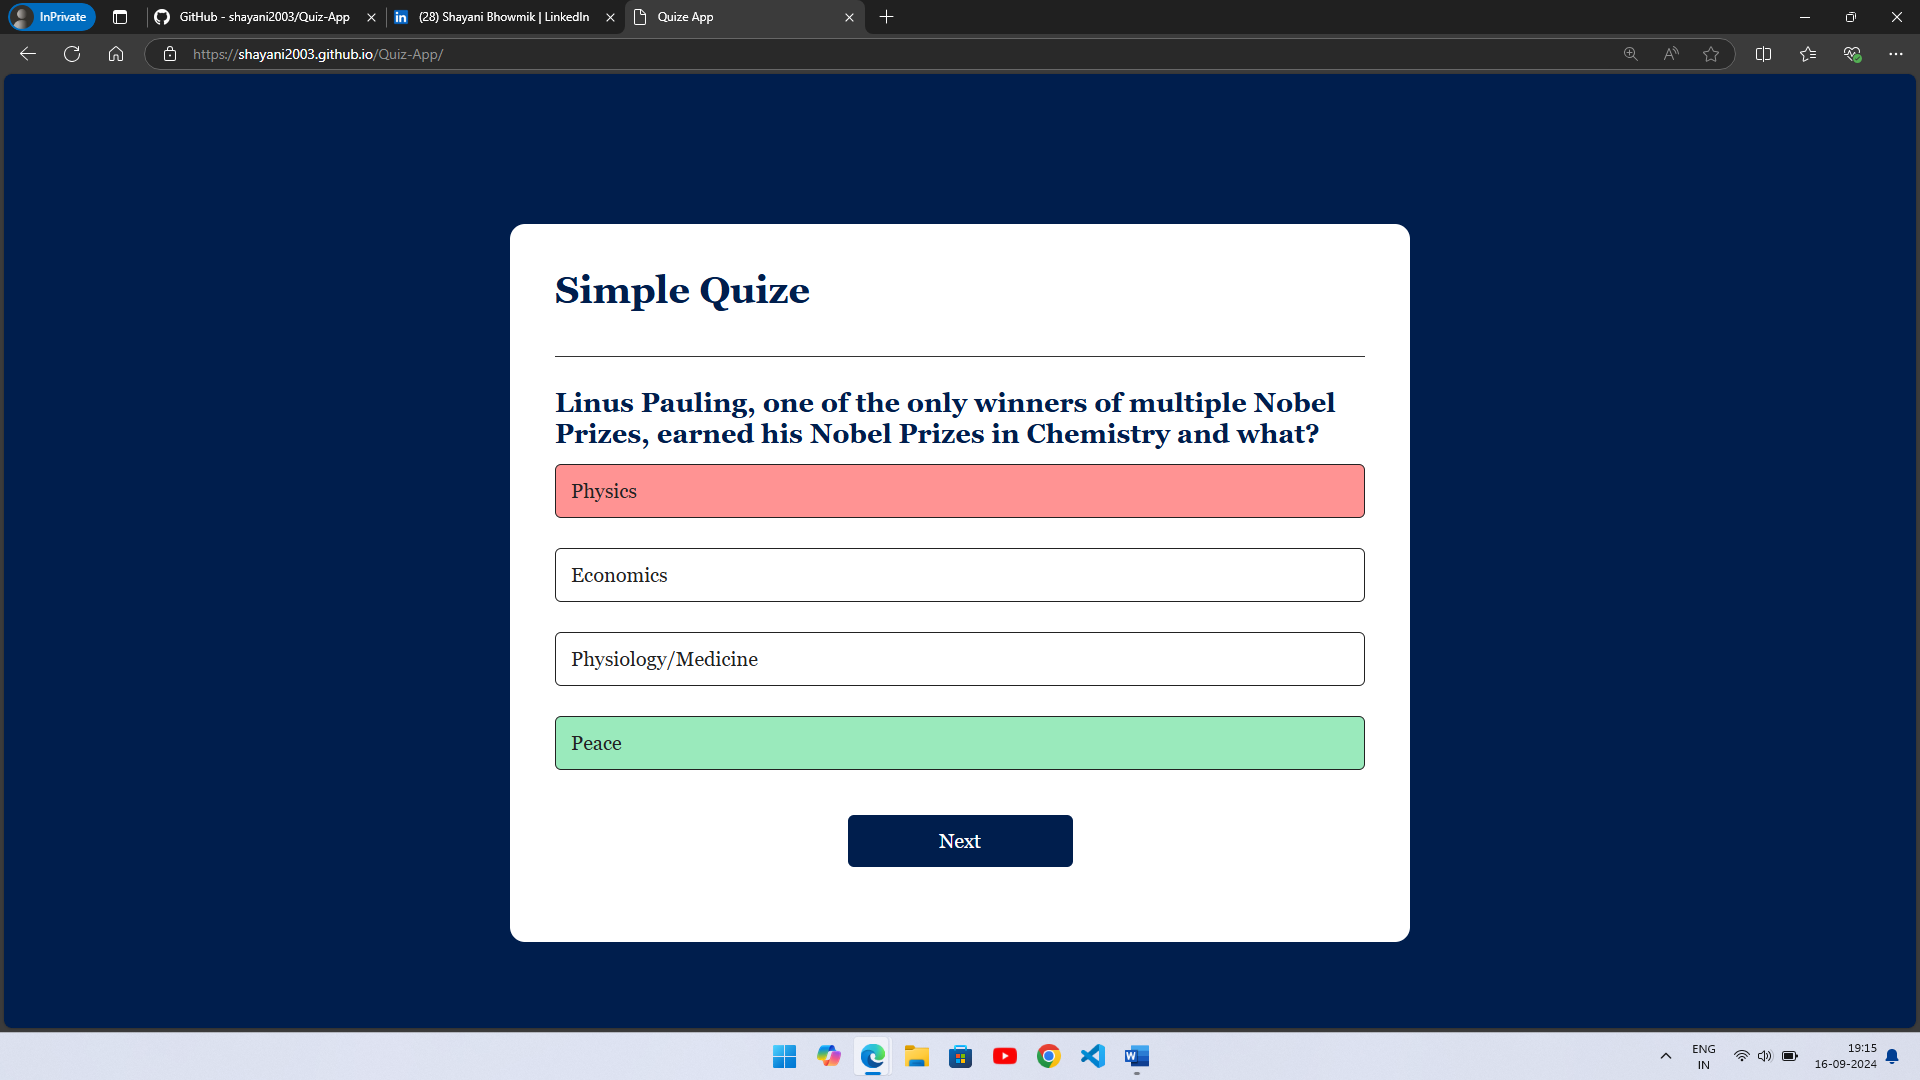 InPrivate
GitHub - shayani2003/Quiz-App
(28) Shayani Bhowmik | LinkedIn
Quize App
https://shayani2003.github.io/Quiz-App/
Simple Quize
Linus Pauling, one of the only winners of multiple Nobel
Prizes, earned his Nobel Prizes in Chemistry and what?
Physics
Economics
Physiology/Medicine
Peace
Next
ENG
IN
19:15
16-09-2024